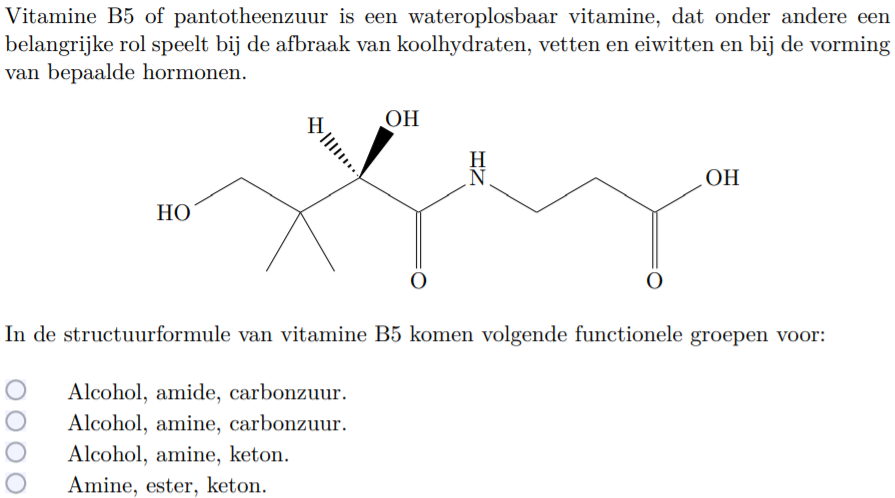 Vitamine B5 of pantotheenzuur is een wateroplosbaar vitamine, dat onder andere een
belangrijke rol speelt bij de afbraak van koolhydraten, vetten en eiwitten en bij de vorming
van bepaalde hormonen.
H
OH
H
N
OH
HO
O
O
In de structuurformule van vitamine B5 komen volgende functionele groepen voor:
Alcohol, amide, carbonzuur.
Alcohol, amine, carbonzuur.
Alcohol, amine, keton.
Amine, ester, keton.